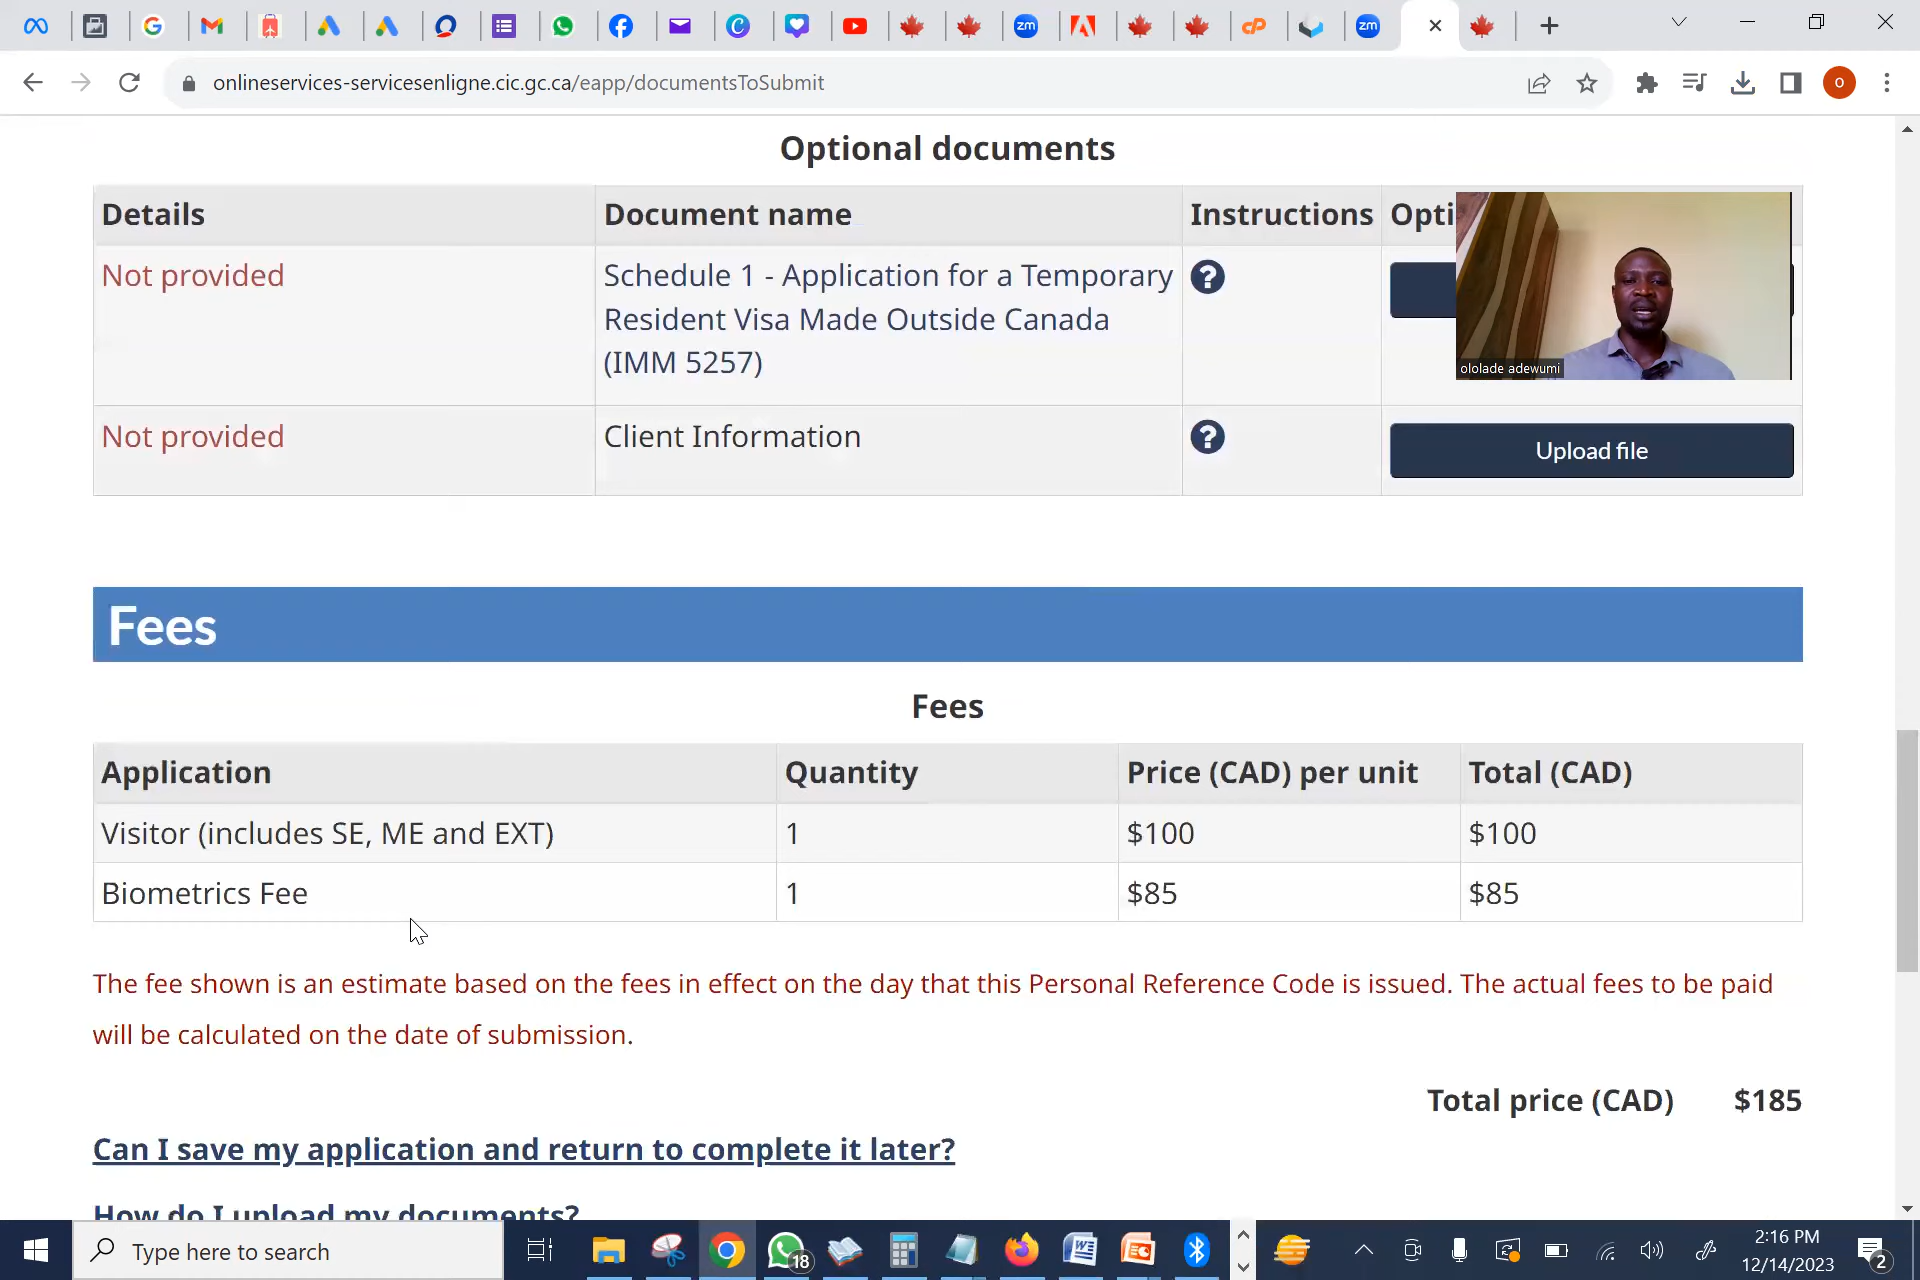 zm
zm
onlineservices-servicesenligne.cic.gc.ca/eapp/documentsToSubmit
o
Optional documents
Details Document name Instructions Opti
Not provided Schedule 1 - Application for a Temporary
Resident Visa Made Outside Canada
(IMM 5257)
ololade adewumi
Not provided Client Information Upload file
Fees
Fees
Application Quantity Price (CAD) per unit Total (CAD)
Visitor (includes SE, ME and EXT) 1 $100 $100
Biometrics Fee 1 $85 $85
The fee shown is an estimate based on the fees in effect on the day that this Personal Reference Code is issued. The actual fees to be paid
will be calculated on the date of submission.
Total price (CAD) $185
Can I save my application and return to complete it later?
How do I upload my documents?
Type here to search
18
2:16 PM
12/14/2023
2